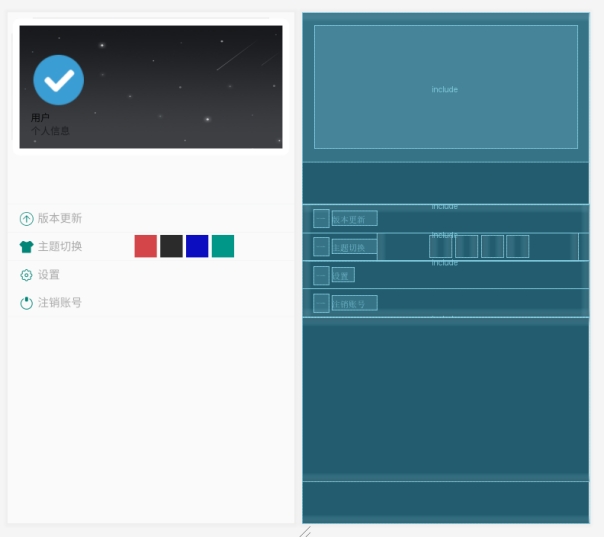 用户
个人信息
版本更新
主题切换
设置
注销账号
include
include
版本更新
include
主题切换
include
设置
注销账号